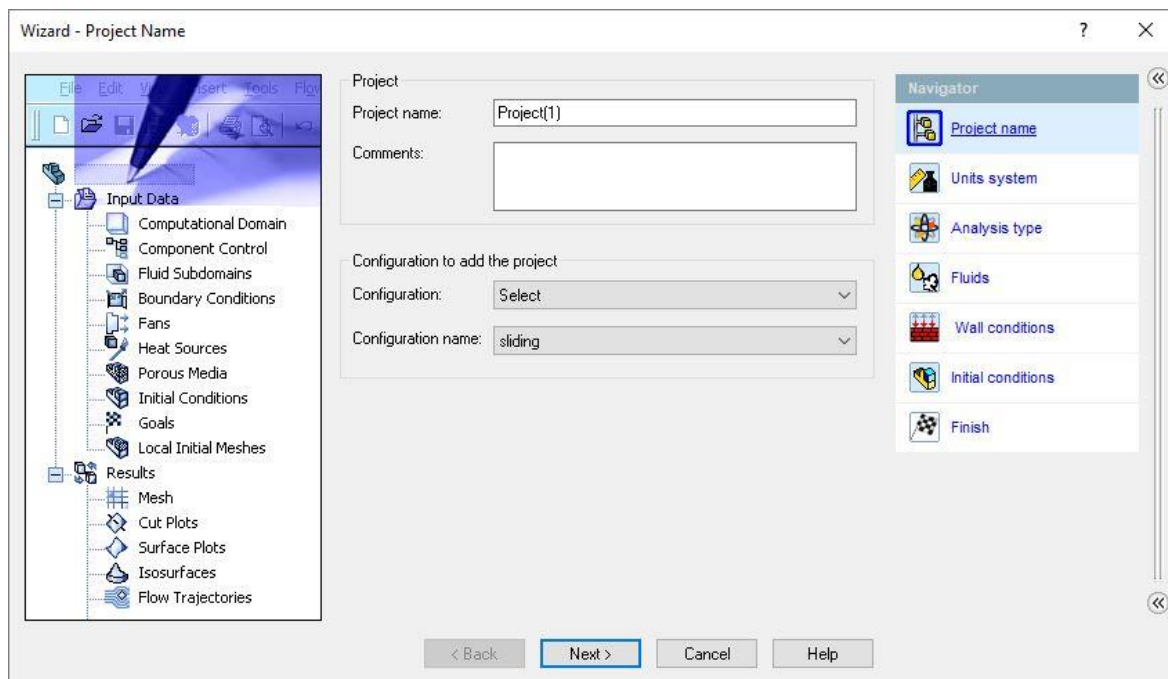 Wizard - Project Name
?
File Edit View Insert Tools Flow
Input Data
Computational Domain
Component Control
Fluid Subdomains
Boundary Conditions
Fans
Heat Sources
Porous Media
Initial Conditions
Goals
Local Initial Meshes
Results
Mesh
Cut Plots
Surface Plots
Isosurfaces
Flow Trajectories
Project
Project name: Project(1)
Comments:
Configuration to add the project
Configuration: Select
Configuration name: sliding
Navigator
Project name
Units system
Analysis type
Fluids
Wall conditions
Initial conditions
Finish
< Back Next > Cancel Help